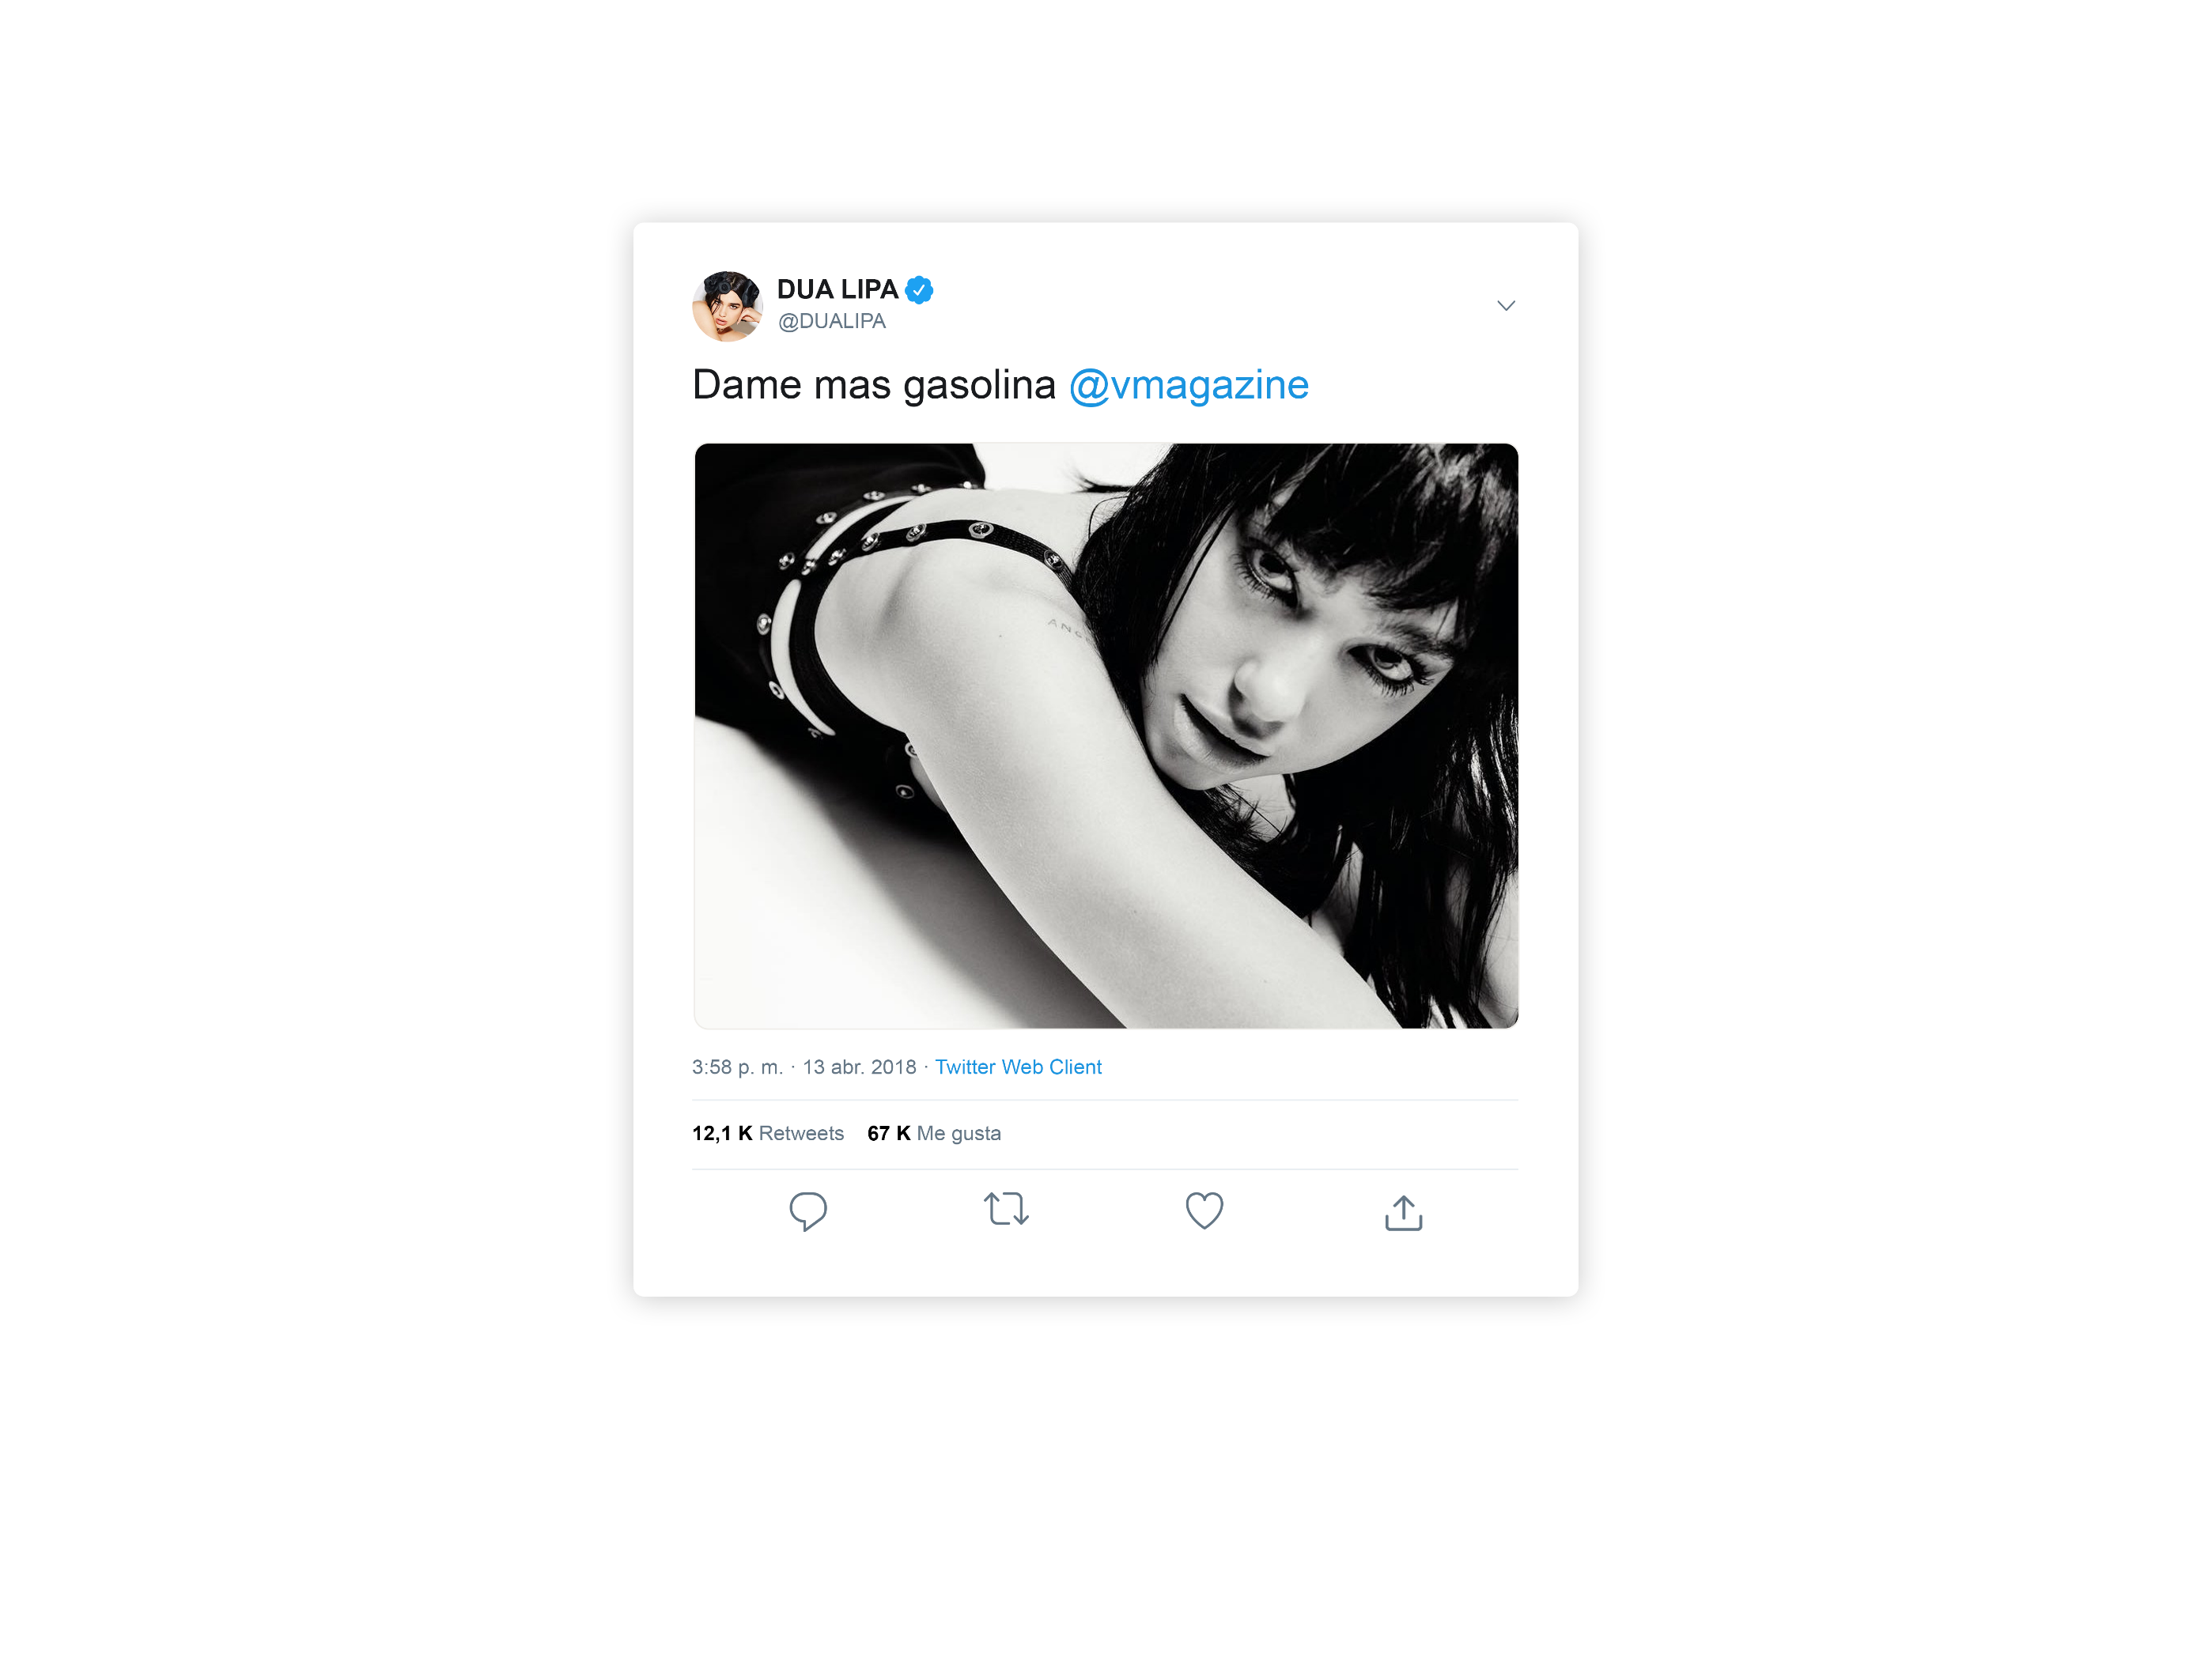 DUA LIPA
@DUALIPA
Dame mas gasolina @vmagazine
3:58 p. m. · 13 abr. 2018 · Twitter Web Client
12,1 K Retweets 67 K Me gusta